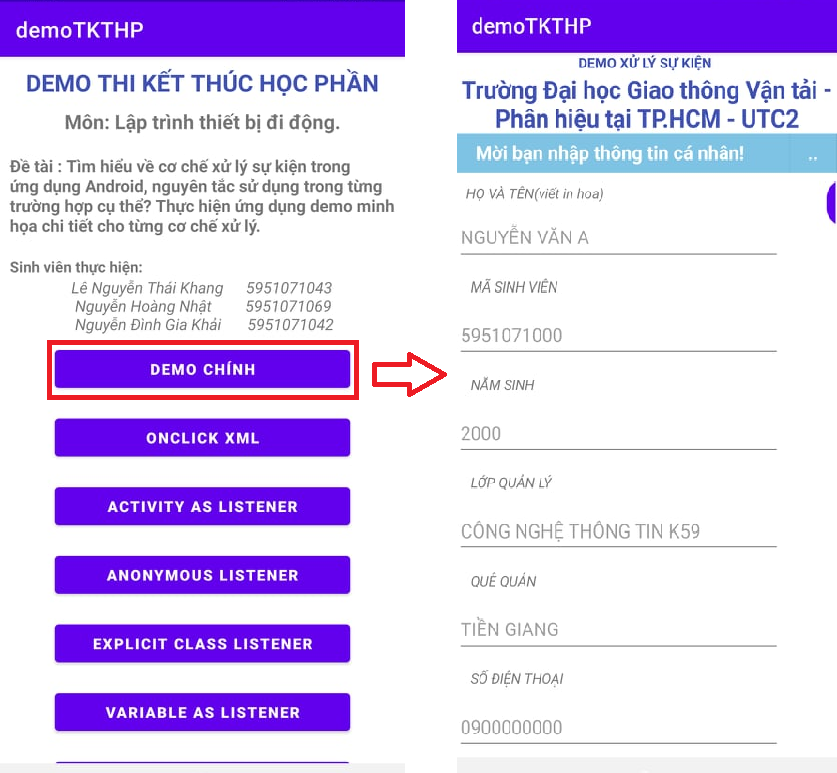 demoTKTHP
DEMO THI KẾT THÚC HỌC PHẦN
Môn: Lập trình thiết bị di động.
Đề tài : Tìm hiểu về cơ chế xử lý sự kiện trong
ứng dụng Android, nguyên tắc sử dụng trong từng
trường hợp cụ thể? Thực hiện ứng dụng demo minh
họa chi tiết cho từng cơ chế xử lý.
Sinh viên thực hiện:
Lê Nguyễn Thái Khang 5951071043
Nguyễn Hoàng Nhật 5951071069
Nguyễn Đình Gia Khải 5951071042
DEMO CHÍNH
ONCLICK XML
ACTIVITY AS LISTENER
ANONYMOUS LISTENER
EXPLICIT CLASS LISTENER
VARIABLE AS LISTENER
demoTKTHP
DEMO XỬ LÝ SỰ KIỆN
Trường Đại học Giao thông Vận tải -
Phân hiệu tại TP.HCM - UTC2
Mời bạn nhập thông tin cá nhân! ..
HỌ VÀ TÊN(viết in hoa)
NGUYỄN VĂN A
MÃ SINH VIÊN
5951071000
NĂM SINH
2000
LỚP QUẢN LÝ
CÔNG NGHỆ THÔNG TIN K59
QUÊ QUÁN
TIỀN GIANG
SỐ ĐIỆN THOẠI
0900000000